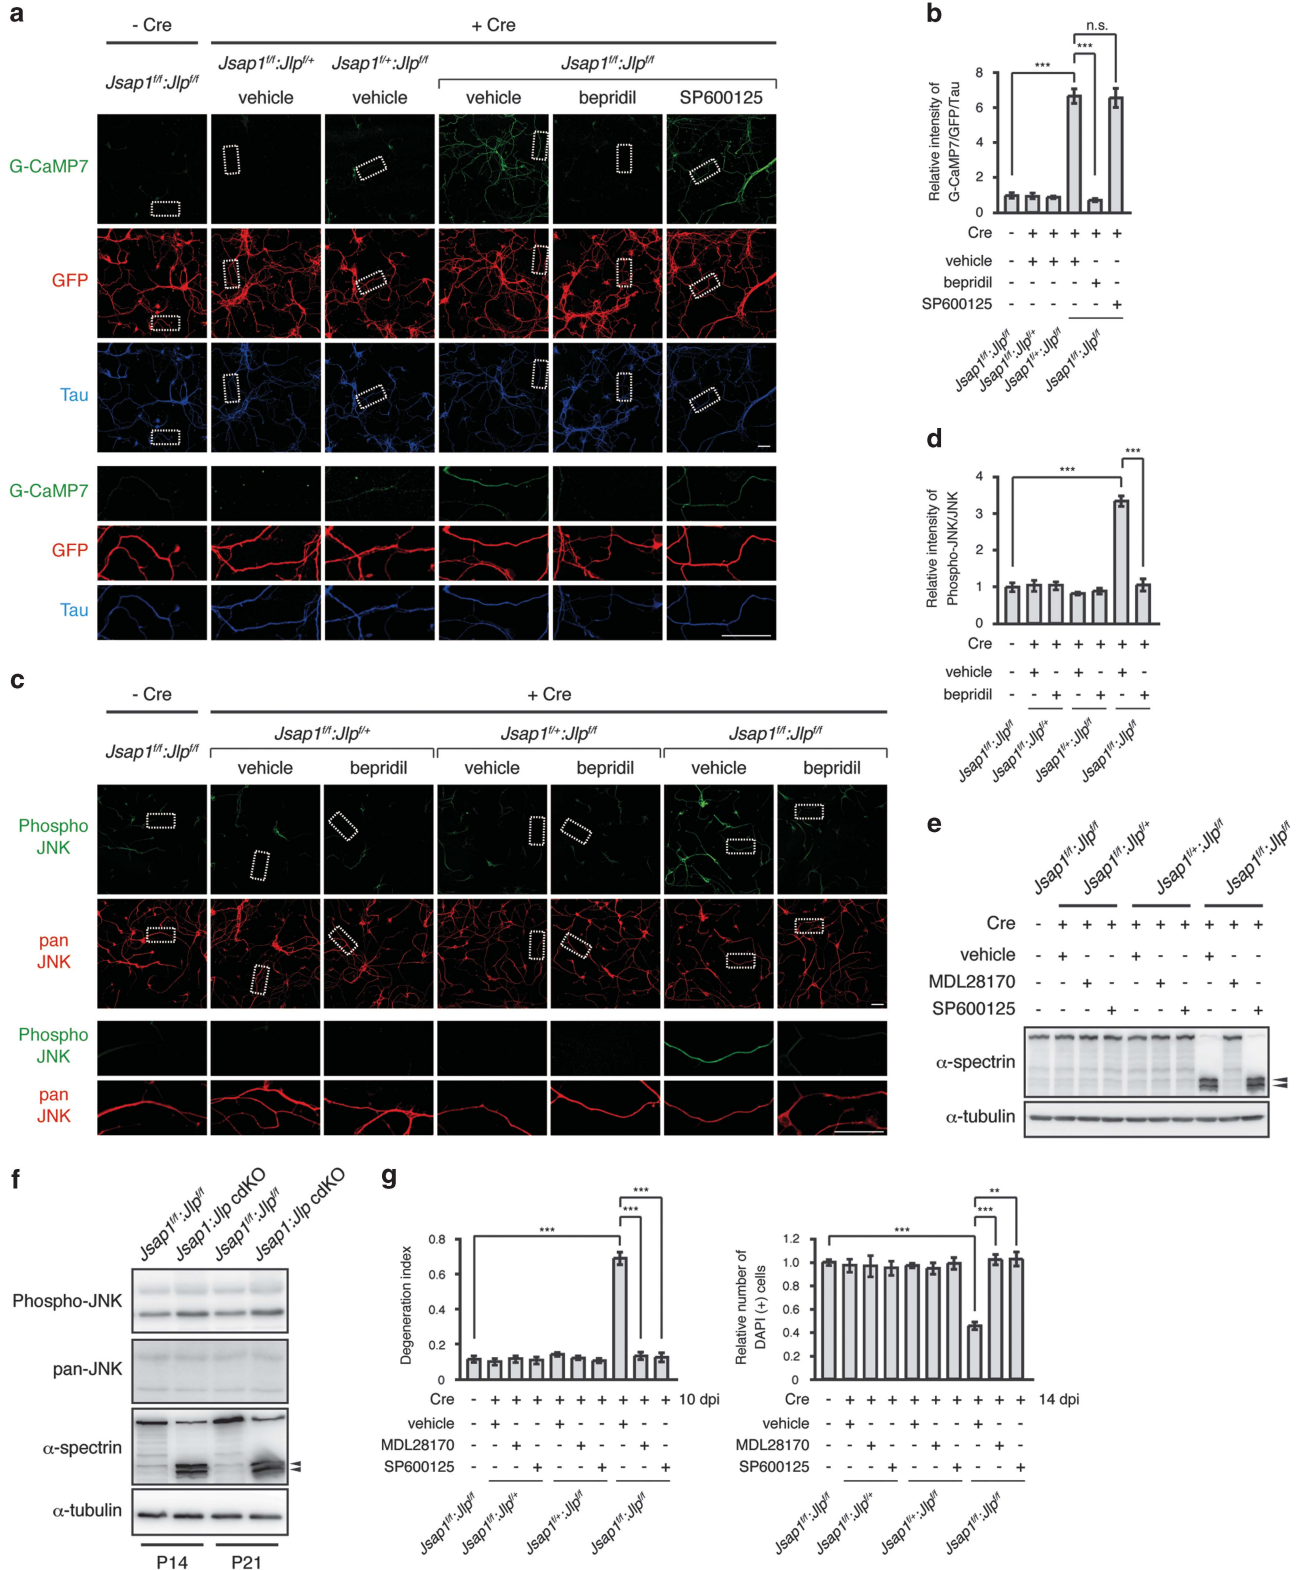 a
- Cre
+ Cre
Jsap1f/f:Jlpf/f
Jsap1f/f:Jlpf/+
Jsap1f/+:Jlpf/f
Jsap1f/f:Jlpf/f
vehicle
vehicle
vehicle
bepridil
SP600125
G-CaMP7
GFP
Tau
G-CaMP7
GFP
Tau
b
n.s.
***
***
Relative intensity of
G-CaMP7/GFP/Tau
8
6
4
2
0
Cre - + + + + +
vehicle - + + + - -
bepridil - - - - + -
SP600125 - - - - - +
Jsap1f/f:Jlpf/f
Jsap1f/f:Jlpf/+
Jsap1f/+:Jlpf/f
Jsap1f/f:Jlpf/f
c
- Cre
+ Cre
Jsap1f/f:Jlpf/f
Jsap1f/f:Jlpf/+
Jsap1f/+:Jlpf/f
Jsap1f/f:Jlpf/f
vehicle
bepridil
vehicle
bepridil
vehicle
bepridil
Phospho
JNK
pan
JNK
Phospho
JNK
pan
JNK
d
***
***
Relative intensity of
Phospho-JNK/JNK
4
3
2
1
0
Cre - + + + + + +
vehicle - + - + - + -
bepridil - - + - + - +
Jsap1f/f:Jlpf/f
Jsap1f/f:Jlpf/+
Jsap1f/+:Jlpf/f
Jsap1f/f:Jlpf/f
e
Jsap1f/f:Jlpf/f
Jsap1f/f:Jlpf/+
Jsap1f/+:Jlpf/f
Jsap1f/f:Jlpf/f
Cre - + + + + + + + + +
vehicle - + - - + - - + - -
MDL28170 - - + - - + - - + -
SP600125 - - - + - - + - - +
α-spectrin
α-tubulin
f
Jsap1f/f:Jlpf/f
Jsap1:Jlp cdKO
Jsap1f/f:Jlpf/f
Jsap1:Jlp cdKO
Phospho-JNK
pan-JNK
α-spectrin
α-tubulin
P14
P21
g
***
***
***
Degeneration index
0.8
0.6
0.4
0.2
0
Cre - + + + + + + + + + 10 dpi
vehicle - + - - + - - + - -
MDL28170 - - + - - + - - + -
SP600125 - - - + - - + - - +
Jsap1f/f:Jlpf/f
Jsap1f/f:Jlpf/+
Jsap1f/+:Jlpf/f
Jsap1f/f:Jlpf/f
**
***
***
Relative number of
DAPI (+) cells
1.2
1.0
0.8
0.6
0.4
0.2
0
Cre - + + + + + + + + + 14 dpi
vehicle - + - - + - - + - -
MDL28170 - - + - - + - - + -
SP600125 - - - + - - + - - +
Jsap1f/f:Jlpf/f
Jsap1f/f:Jlpf/+
Jsap1f/+:Jlpf/f
Jsap1f/f:Jlpf/f